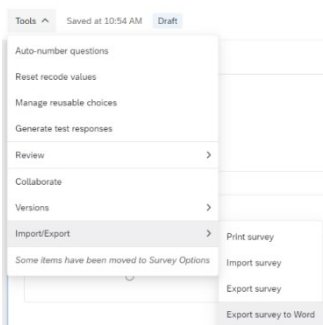 Tools Saved at 10:54 AM Draft
Auto-number questions
Reset recode values
Manage reusable choices
Generate test responses
Review
Collaborate
Versions
Import/Export
Some items have been moved to Survey Options
Print survey
Import survey
Export survey
Export survey to Word